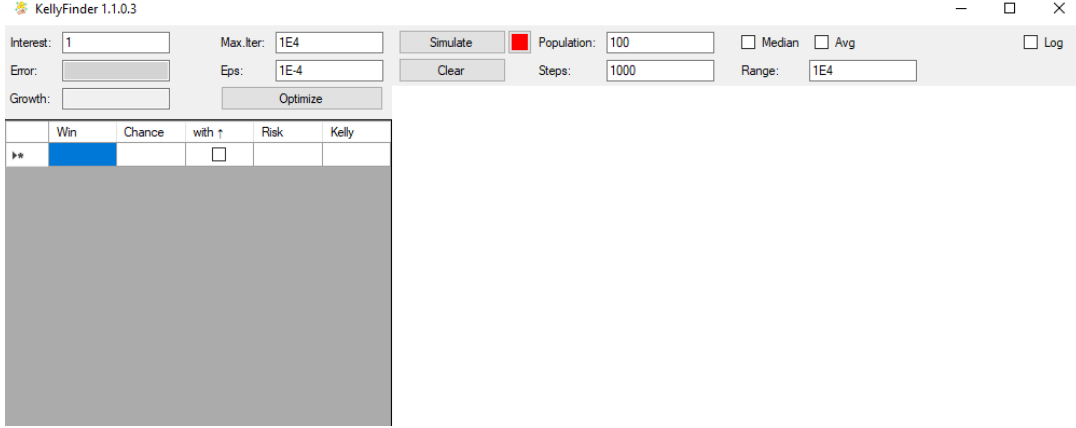 KellyFinder 1.1.0.3
Interest: 1 Max.Iter: 1E4 Simulate Population: 100 Median Avg Log
Error: Eps: 1E-4 Clear Steps: 1000 Range: 1E4
Growth: Optimize
Win Chance with ↑ Risk Kelly